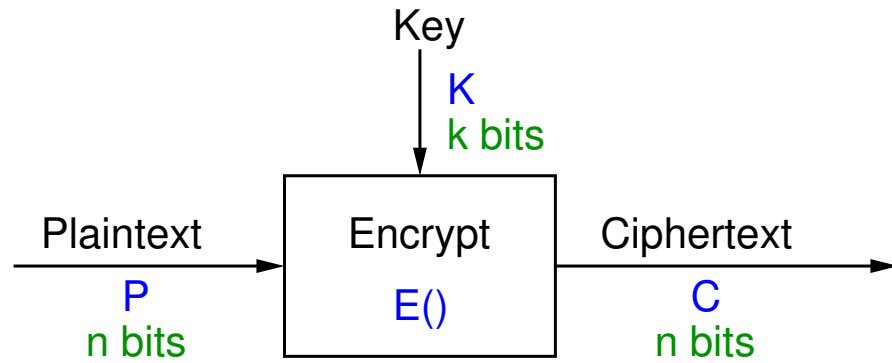 Key
K
k bits
Plaintext
P
n bits
Encrypt
E()
Ciphertext
C
n bits